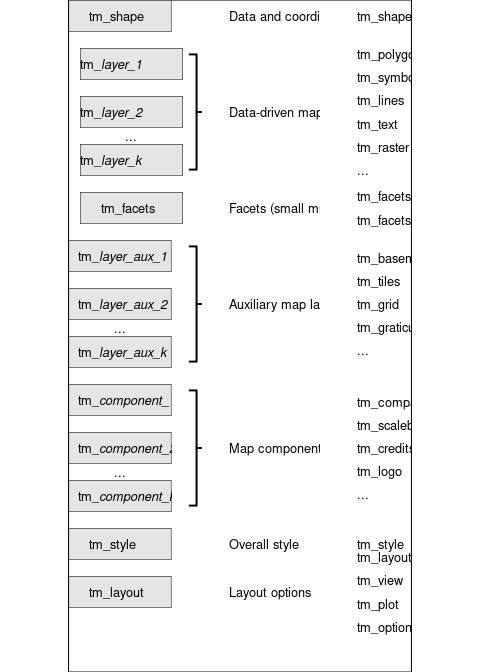 tm_shape Data and coordi tm_shape
tm_layer_1 tm_polygo
tm_symbo
tm_layer_2 Data-driven map tm_lines
... tm_text
tm_layer_k tm_raster
...
tm_facets Facets (small mu tm_facets
tm_facets
tm_layer_aux_1 tm_basem
tm_tiles
tm_layer_aux_2 Auxiliary map la tm_grid
... tm_graticu
tm_layer_aux_k ...
tm_component_ tm_comp
tm_scaleb
tm_component_2 Map component tm_credits
... tm_logo
tm_component_k ...
tm_style Overall style tm_style
tm_layout
tm_layout Layout options tm_view
tm_plot
tm_option